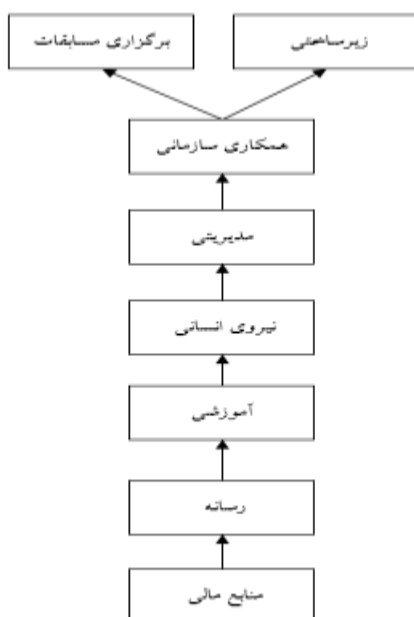 زیرساختی
برگزاری مسابقات
همکاری سازمانی
مدیریتی
نیروی انسانی
آموزشی
رسانه
منابع مالی